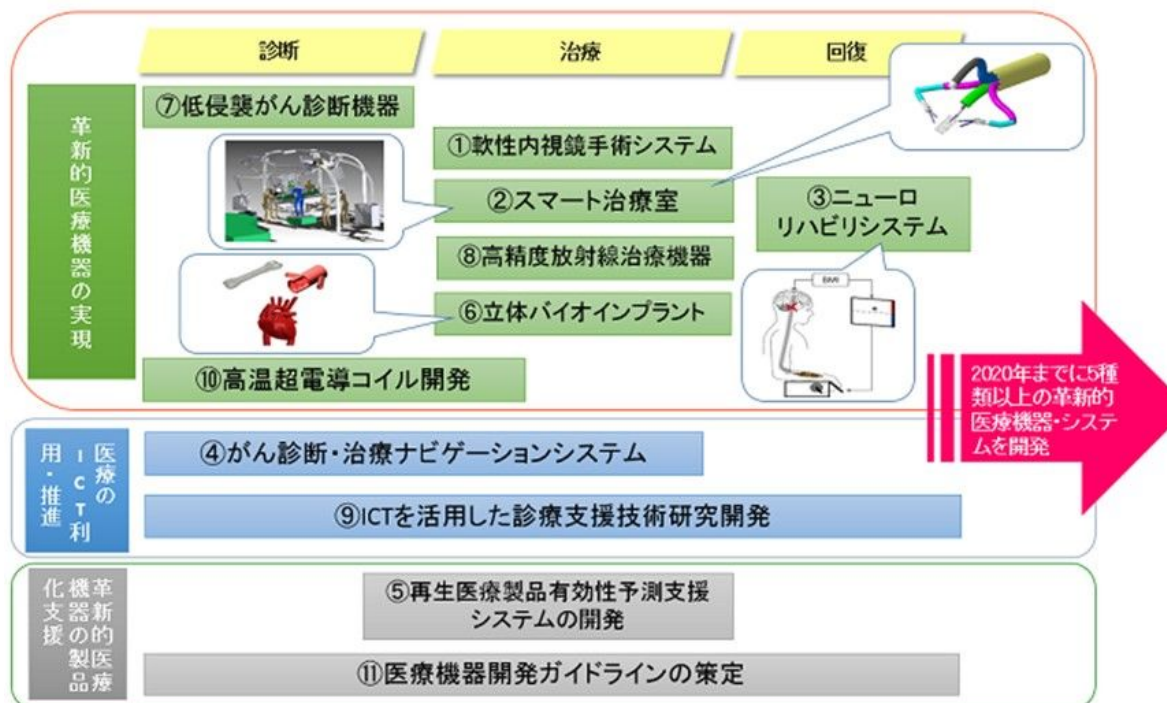 診断
治療
回復
革新的医療機器の実現
⑦低侵襲がん診断機器
①軟性内視鏡手術システム
②スマート治療室
③ニューロ
リハビリシステム
⑧高精度放射線治療機器
⑥立体バイオインプラント
BMI
⑩高温超電導コイル開発
2020年までに5種
類以上の革新的
医療機器・システ
ムを開発
医療の
ICT利
用・推進
④がん診断・治療ナビゲーションシステム
⑨ICTを活用した診療支援技術研究開発
革新的医療
機器の製品
化支援
⑤再生医療製品有効性予測支援
システムの開発
⑪医療機器開発ガイドラインの策定